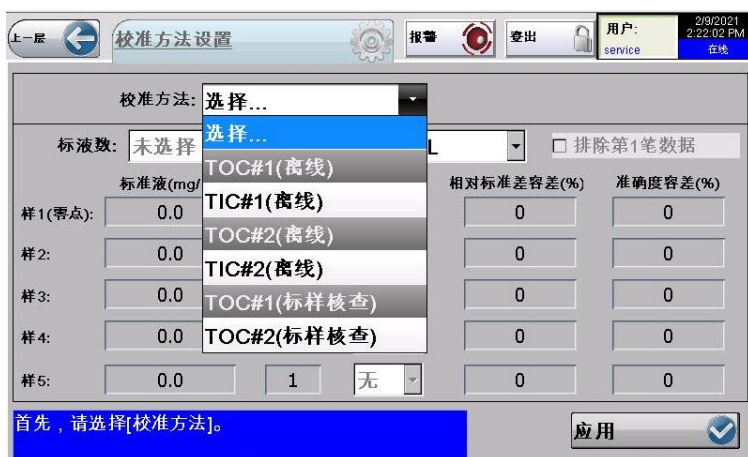 上一层 校准方法设置 报警 登出 用户: service 2/9/2021 2:22:02 PM 在线
校准方法: 选择...
选择...
标液数: 未选择 L 排除第1笔数据
TOC#1(离线)
标准液(mg/ 相对标准差容差(%) 准确度容差(%)
TIC#1(离线)
样1(零点): 0.0 0 0
TOC#2(离线)
样2: 0.0 0 0
TIC#2(离线)
样3: 0.0 0 0
TOC#1(标样核查)
样4: 0.0 0 0
TOC#2(标样核查)
样5: 0.0 1 无 0 0
首先，请选择[校准方法]。 应用